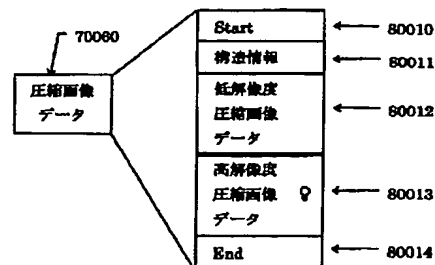 70060
圧縮画像
データ
Start
80010
構造情報
80011
低解像度
圧縮画像
データ
80012
高解像度
圧縮画像
データ
80013
End
80014